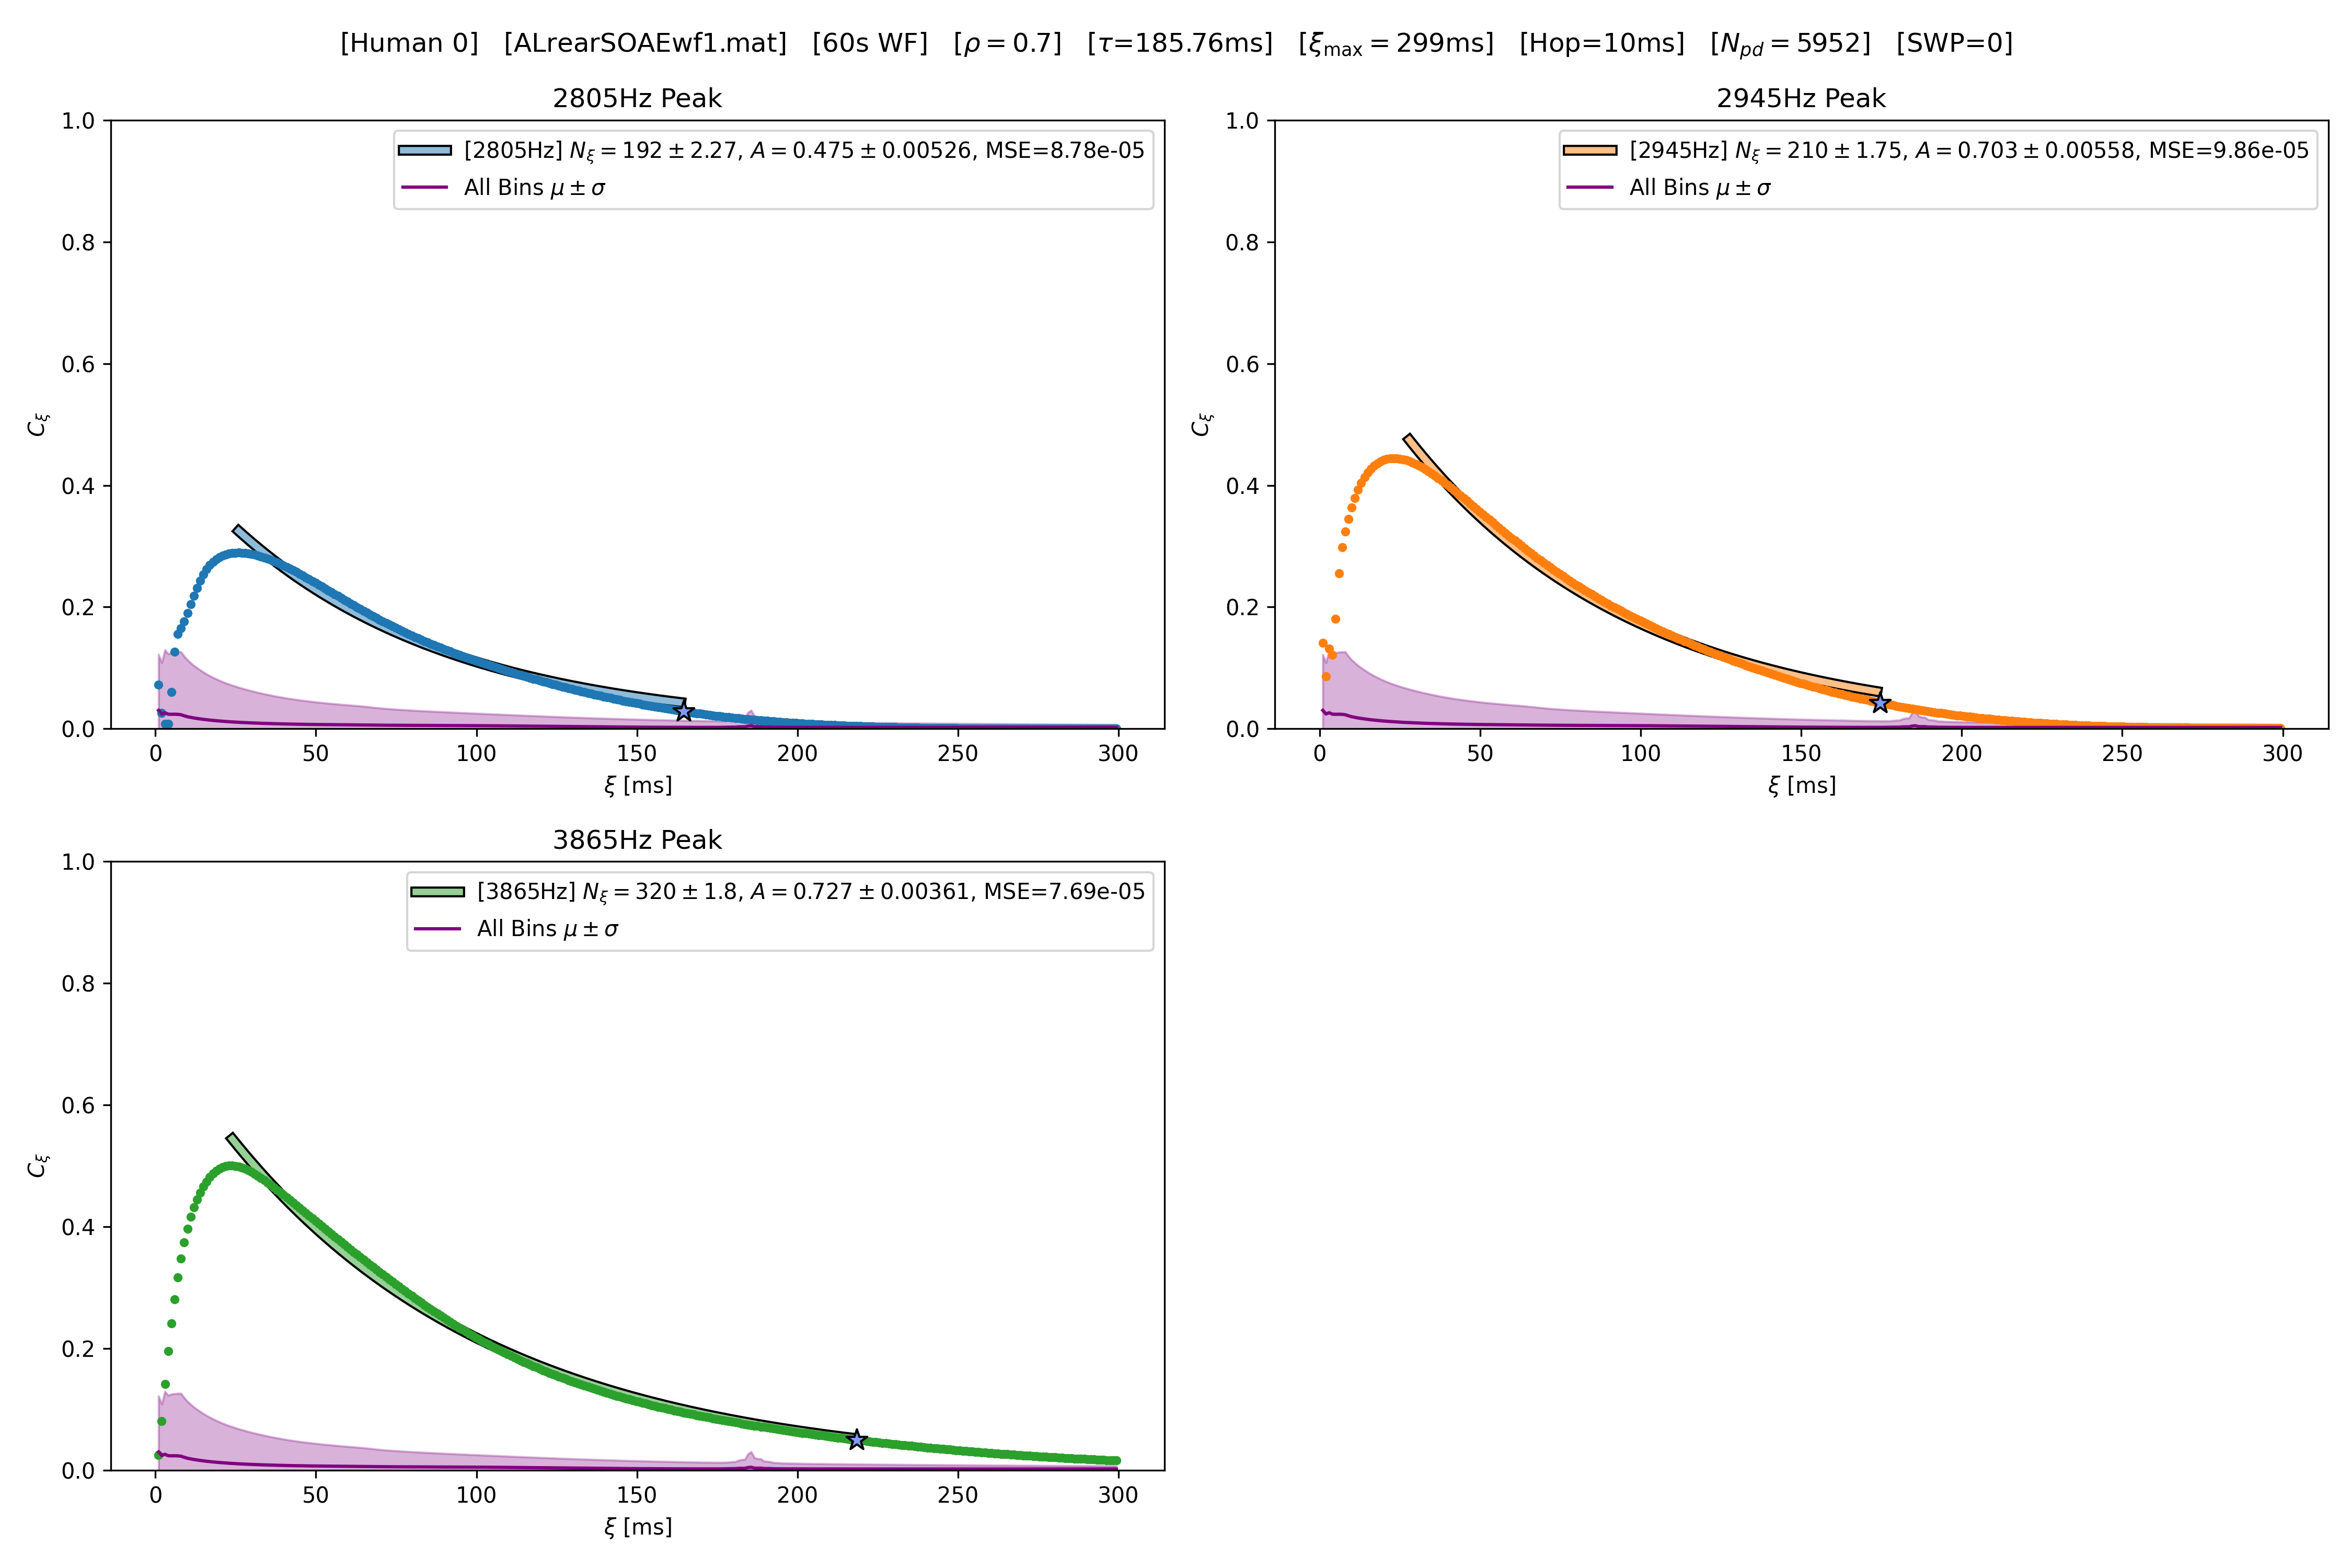 [Human 0] [ALrearSOAEwf1.mat] [60s WF] [ρ = 0.7] [τ=185.76ms] [ξmax = 299ms] [Hop=10ms] [Npd = 5952] [SWP=0]
2805Hz Peak
[2805Hz] Nξ = 192 ± 2.27, A = 0.475 ± 0.00526, MSE=8.78e-05
All Bins μ ± σ
1.0
0.8
0.6
0.4
0.2
0.0
Cξ
0 50 100 150 200 250 300
ξ [ms]
2945Hz Peak
[2945Hz] Nξ = 210 ± 1.75, A = 0.703 ± 0.00558, MSE=9.86e-05
All Bins μ ± σ
1.0
0.8
0.6
0.4
0.2
0.0
Cξ
0 50 100 150 200 250 300
ξ [ms]
3865Hz Peak
[3865Hz] Nξ = 320 ± 1.8, A = 0.727 ± 0.00361, MSE=7.69e-05
All Bins μ ± σ
1.0
0.8
0.6
0.4
0.2
0.0
Cξ
0 50 100 150 200 250 300
ξ [ms]